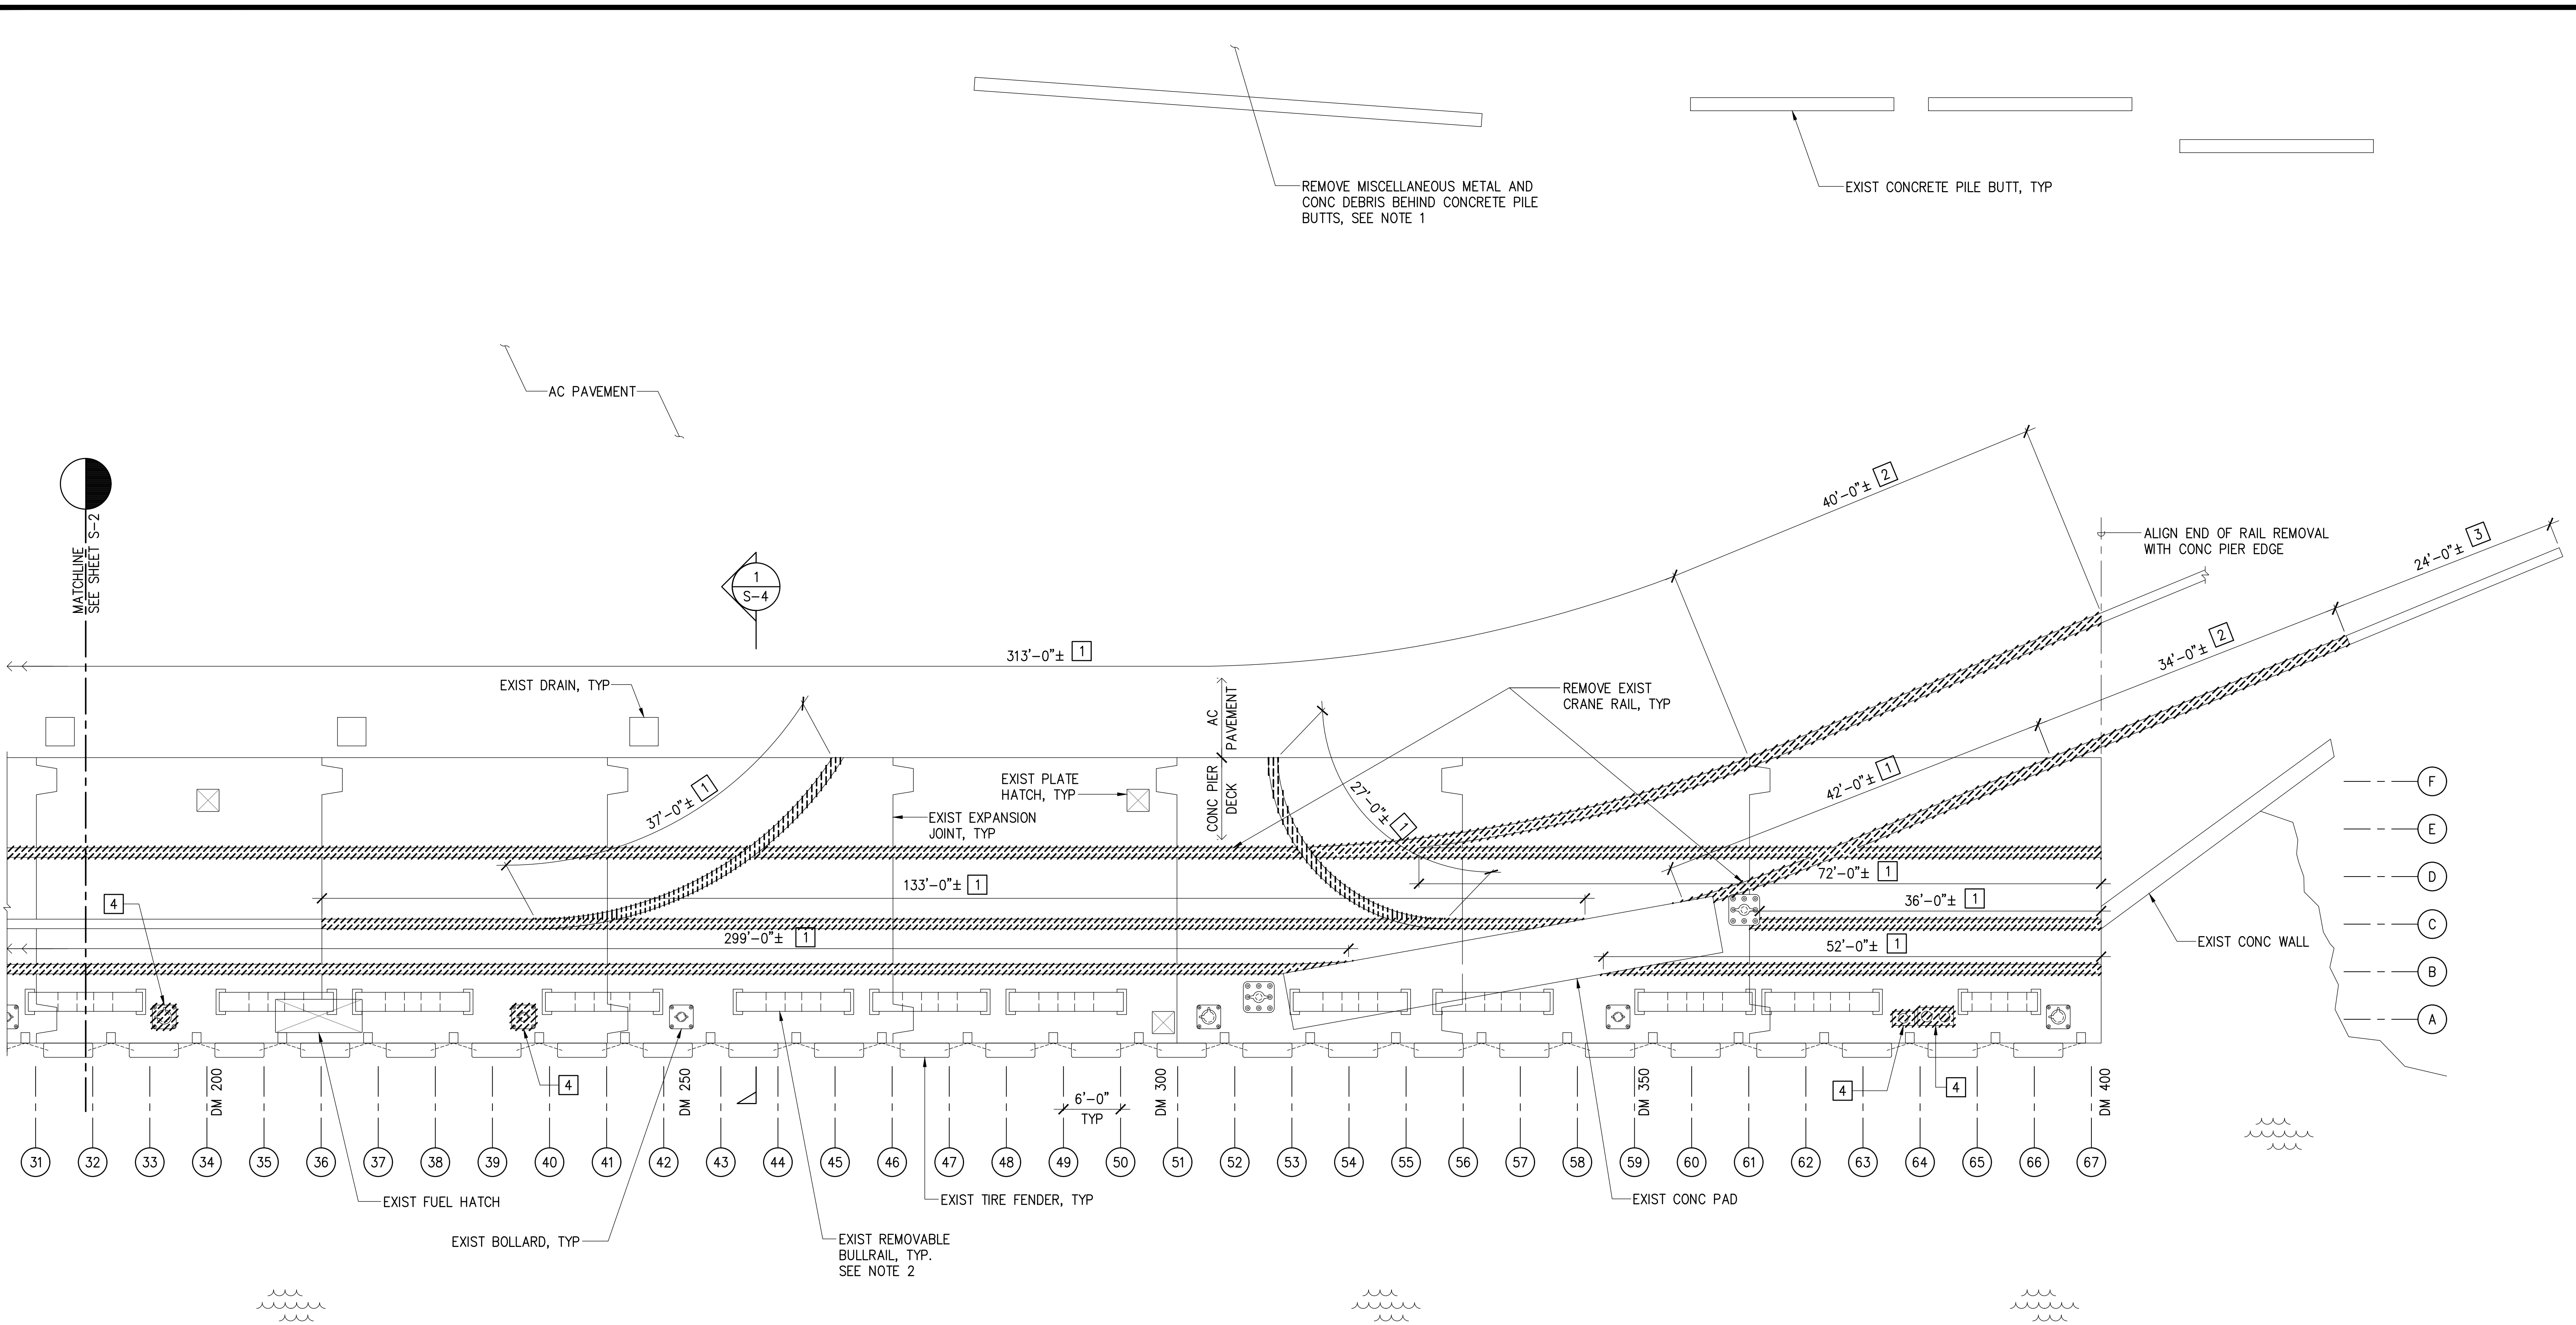 REMOVE MISCELLANEOUS METAL AND
CONC DEBRIS BEHIND CONCRETE PILE
BUTTS, SEE NOTE 1
EXIST CONCRETE PILE BUTT, TYP
AC PAVEMENT
MATCHLINE
SEE SHEET S-2
1
S-4
40'-0"± 2
ALIGN END OF RAIL REMOVAL
WITH CONC PIER EDGE
24'-0"± 3
34'-0"± 2
313'-0"± 1
EXIST DRAIN, TYP
AC
PAVEMENT
CONC PIER
DECK
REMOVE EXIST
CRANE RAIL, TYP
37'-0"± 1
EXIST PLATE
HATCH, TYP
EXIST EXPANSION
JOINT, TYP
27'-0"± 1
42'-0"± 1
133'-0"± 1
72'-0"± 1
36'-0"± 1
299'-0"± 1
52'-0"± 1
4
EXIST CONC WALL
F
E
D
C
B
A
4
4
4
DM 200
DM 250
DM 300
DM 350
DM 400
6'-0"
TYP
31 32 33 34 35 36 37 38 39 40 41 42 43 44 45 46 47 48 49 50 51 52 53 54 55 56 57 58 59 60 61 62 63 64 65 66 67
EXIST FUEL HATCH
EXIST BOLLARD, TYP
EXIST REMOVABLE
BULLRAIL, TYP.
SEE NOTE 2
EXIST TIRE FENDER, TYP
EXIST CONC PAD